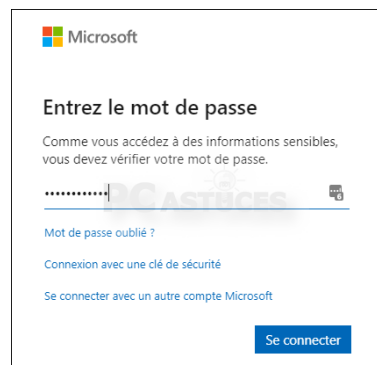 Microsoft
Entrez le mot de passe
Comme vous accédez à des informations sensibles,
vous devez vérifier votre mot de passe.
••••••••••••
PC ASTUCES
Mot de passe oublié ?
Connexion avec une clé de sécurité
Se connecter avec un autre compte Microsoft
Se connecter